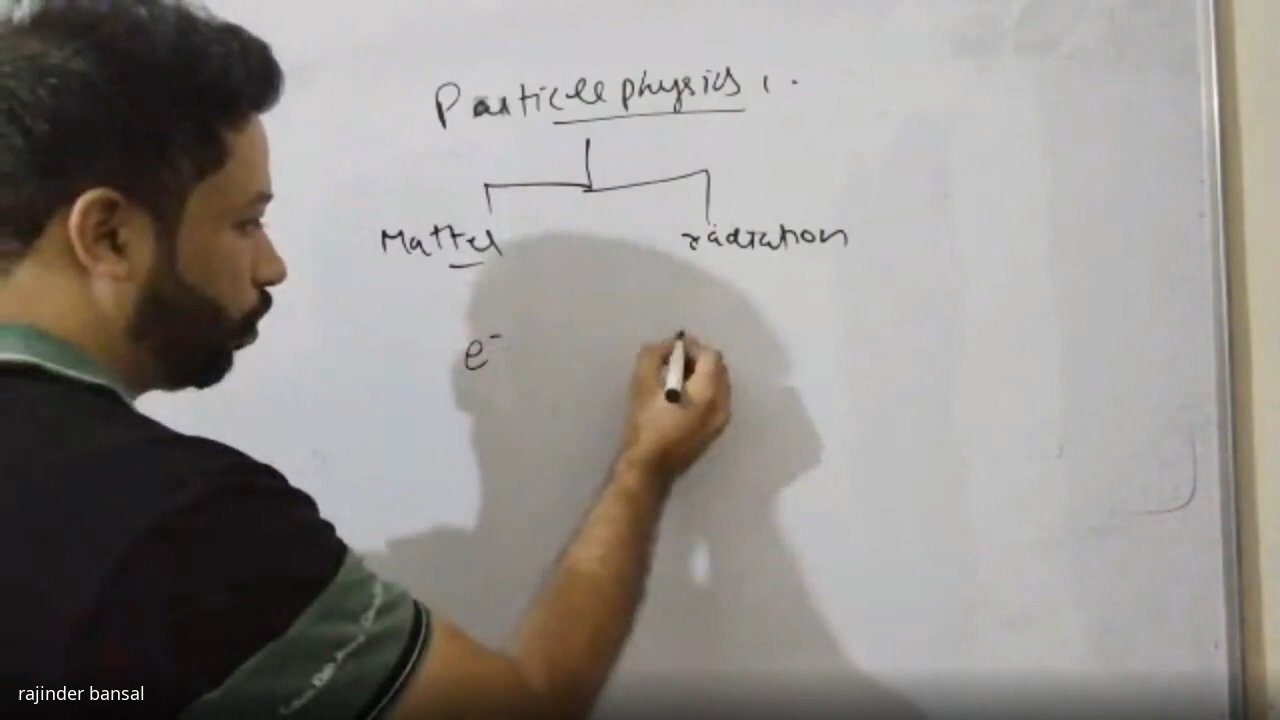 Particle physics
Matter radiation
e⁻
rajinder bansal